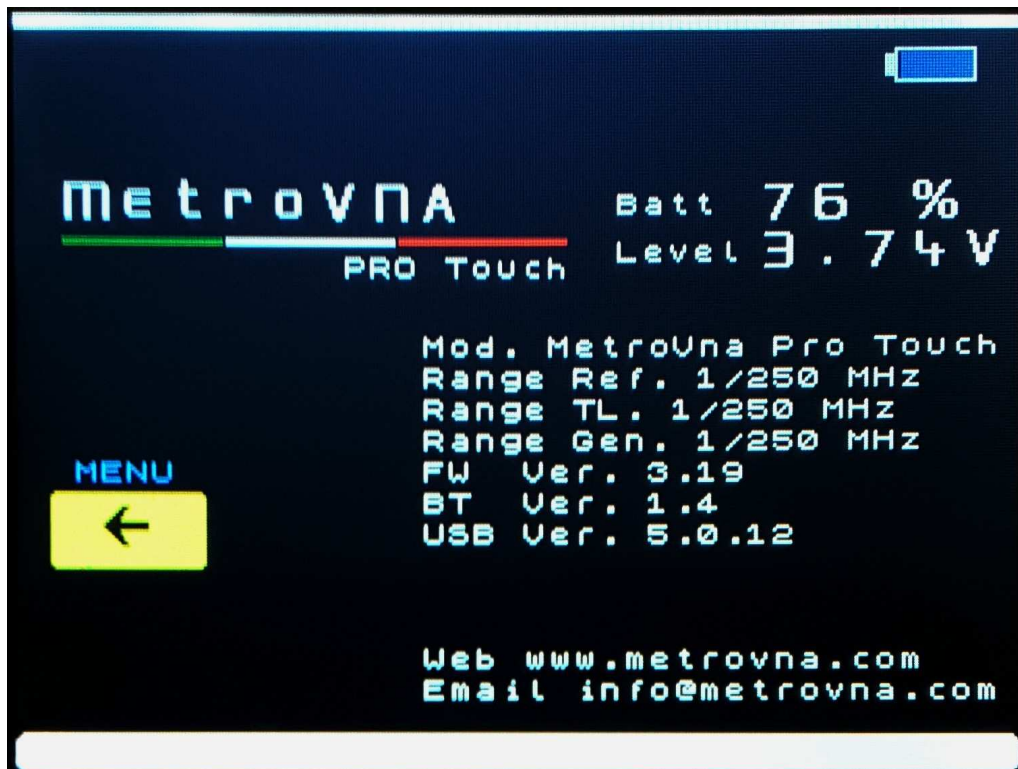 MetroVNA
PRO Touch
Batt 76 %
Level 3.74V
Mod. MetroVna Pro Touch
Range Ref. 1/250 MHz
Range TL. 1/250 MHz
Range Gen. 1/250 MHz
FW Ver. 3.19
BT Ver. 1.4
USB Ver. 5.0.12
MENU
Web www.metrovna.com
Email info@metrovna.com